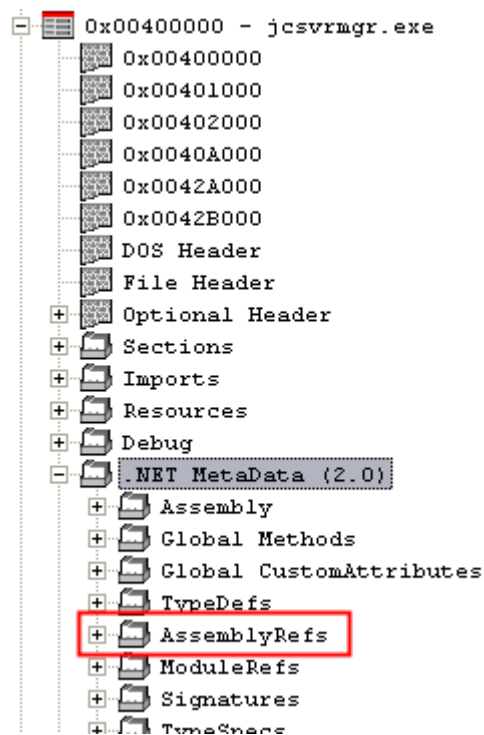 0x00400000 - jcsvrmgr.exe
0x00400000
0x00401000
0x00402000
0x0040A000
0x0042A000
0x0042B000
DOS Header
File Header
Optional Header
Sections
Imports
Resources
Debug
.NET MetaData (2.0)
Assembly
Global Methods
Global CustomAttributes
TypeDefs
AssemblyRefs
ModuleRefs
Signatures
TypeSpecs